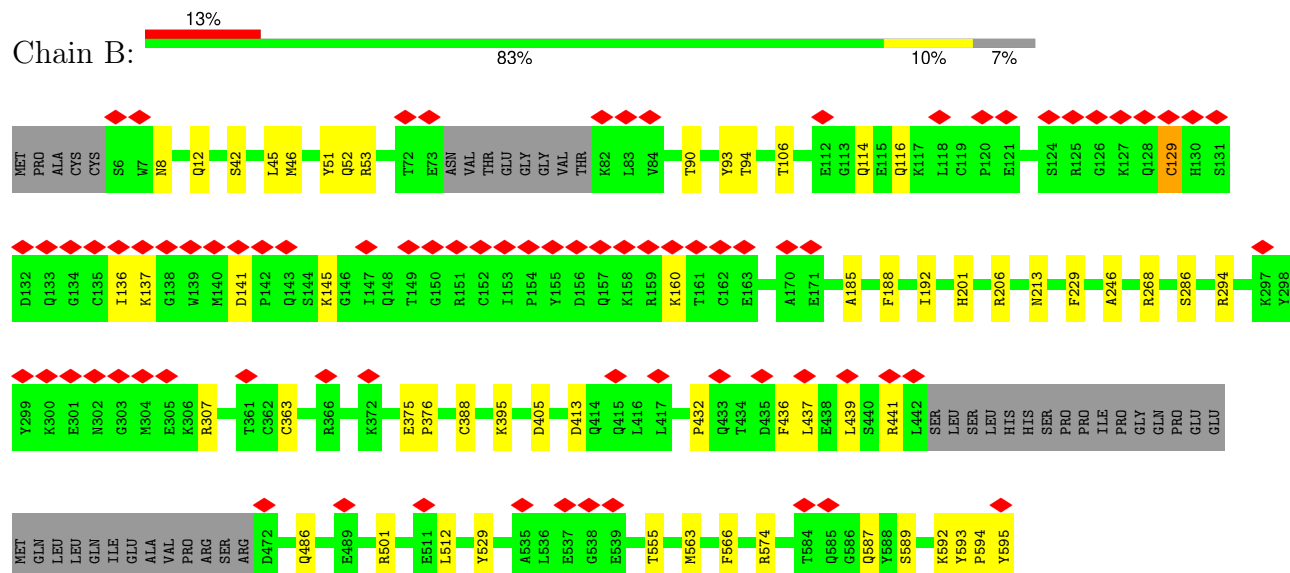 13%
Chain B:
83% 10% 7%
MET PRO ALA CYS CYS S6 W7 N8 Q12 S42 L45 M46 Y51 Q52 R53 T72 E73 ASN VAL THR GLU GLY GLY VAL THR K82 L83 V84 T90 Y93 T94 T106 E112 G113 Q114 E115 Q116 K117 L118 C119 P120 E121 S124 R125 G126 K127 Q128 C129 H130 S131
D132 Q133 G134 C135 I136 K137 G138 W139 M140 D141 P142 Q143 S144 K145 G146 I147 Q148 T149 G150 R151 C152 I153 P154 Y155 D156 Q157 K158 R159 K160 T161 C162 E163 A170 E171 A185 F188 I192 H201 R206 N213 F229 A246 R268 S286 R294 K297 Y298
Y299 K300 E301 N302 G303 M304 E305 K306 R307 T361 C362 C363 R366 K372 E375 P376 C388 K395 D405 D413 Q414 Q415 L416 L417 P432 Q433 T434 D435 F436 L437 E438 L439 S440 R441 L442 SER LEU SER LEU HIS HIS SER PRO PRO ILE PRO GLY GLN PRO GLU GLU
MET GLN LEU LEU GLN ILE GLU ALA VAL PRO ARG SER ARG D472 Q486 E489 R501 E511 L512 Y529 A535 L536 E537 G538 E539 T555 M563 F566 R574 T584 Q585 G586 Q587 Y588 S589 K592 Y593 P594 Y595